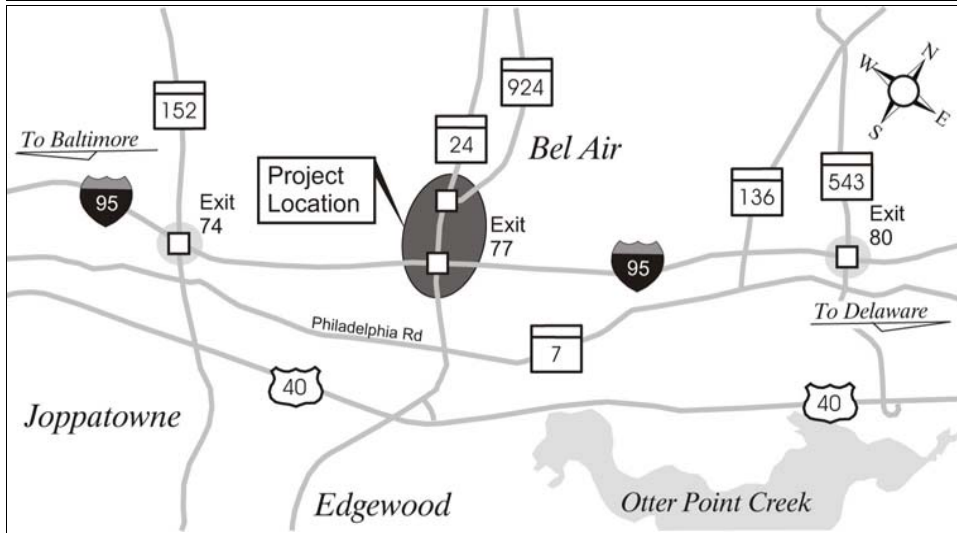 152
924
24
To Baltimore
Bel Air
N
W
E
S
Project
Location
136
543
95
Exit
74
Exit
77
Exit
80
95
To Delaware
Philadelphia Rd
7
40
40
Joppatowne
Edgewood
Otter Point Creek